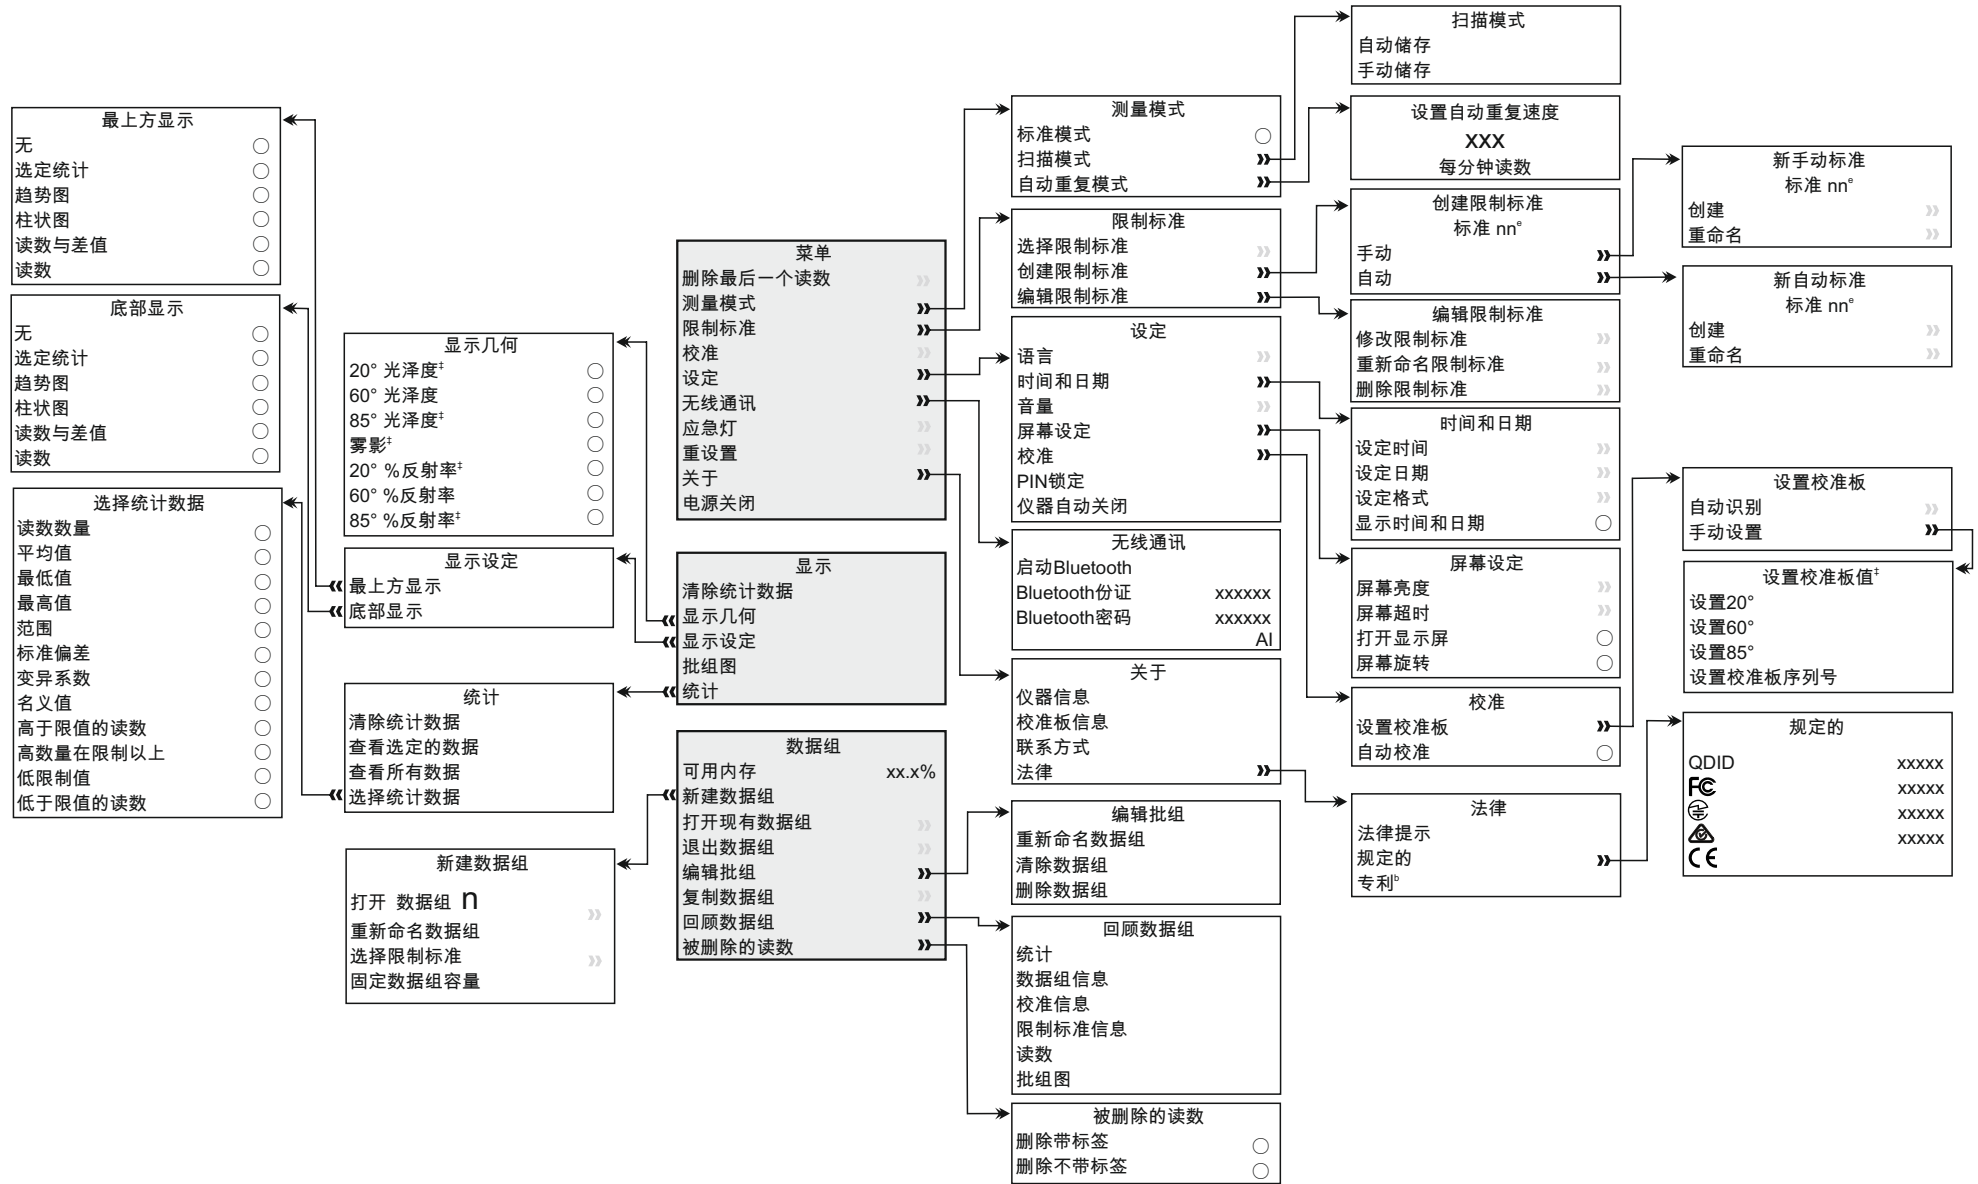 扫描模式
自动储存
手动储存
测量模式
标准模式
扫描模式
自动重复模式
设置自动重复速度
xxx
每分钟读数
最上方显示
无
选定统计
趋势图
柱状图
读数与差值
读数
新手动标准
标准 nnᵉ
创建
重命名
限制标准
选择限制标准
创建限制标准
编辑限制标准
创建限制标准
标准 nnᵉ
手动
自动
菜单
删除最后一个读数
测量模式
限制标准
校准
设定
无线通讯
应急灯
重设置
关于
电源关闭
新自动标准
标准 nnᵉ
创建
重命名
底部显示
无
选定统计
趋势图
柱状图
读数与差值
读数
编辑限制标准
修改限制标准
重新命名限制标准
删除限制标准
设定
语言
时间和日期
音量
屏幕设定
校准
PIN锁定
仪器自动关闭
显示几何
20° 光泽度‡
60° 光泽度
85° 光泽度‡
雾影‡
20° %反射率‡
60° %反射率
85° %反射率‡
时间和日期
设定时间
设定日期
设定格式
显示时间和日期
设置校准板
自动识别
手动设置
选择统计数据
读数数量
平均值
最低值
最高值
范围
标准偏差
变异系数
名义值
高于限值的读数
高数量在限制以上
低限制值
低于限值的读数
无线通讯
启动Bluetooth
Bluetooth份证 xxxxxx
Bluetooth密码 xxxxxx
AI
显示设定
最上方显示
底部显示
显示
清除统计数据
显示几何
显示设定
批组图
统计
屏幕设定
屏幕亮度
屏幕超时
打开显示屏
屏幕旋转
设置校准板值‡
设置20°
设置60°
设置85°
设置校准板序列号
关于
仪器信息
校准板信息
联系方式
法律
统计
清除统计数据
查看选定的数据
查看所有数据
选择统计数据
校准
设置校准板
自动校准
规定的
QDID xxxxx
FC xxxxx
xxxxx
xxxxx
CE
数据组
可用内存 xx.x%
新建数据组
打开现有数据组
退出数据组
编辑批组
复制数据组
回顾数据组
被删除的读数
法律
法律提示
规定的
专利ᵇ
编辑批组
重新命名数据组
清除数据组
删除数据组
新建数据组
打开 数据组 n
重新命名数据组
选择限制标准
固定数据组容量
回顾数据组
统计
数据组信息
校准信息
限制标准信息
读数
批组图
被删除的读数
删除带标签
删除不带标签